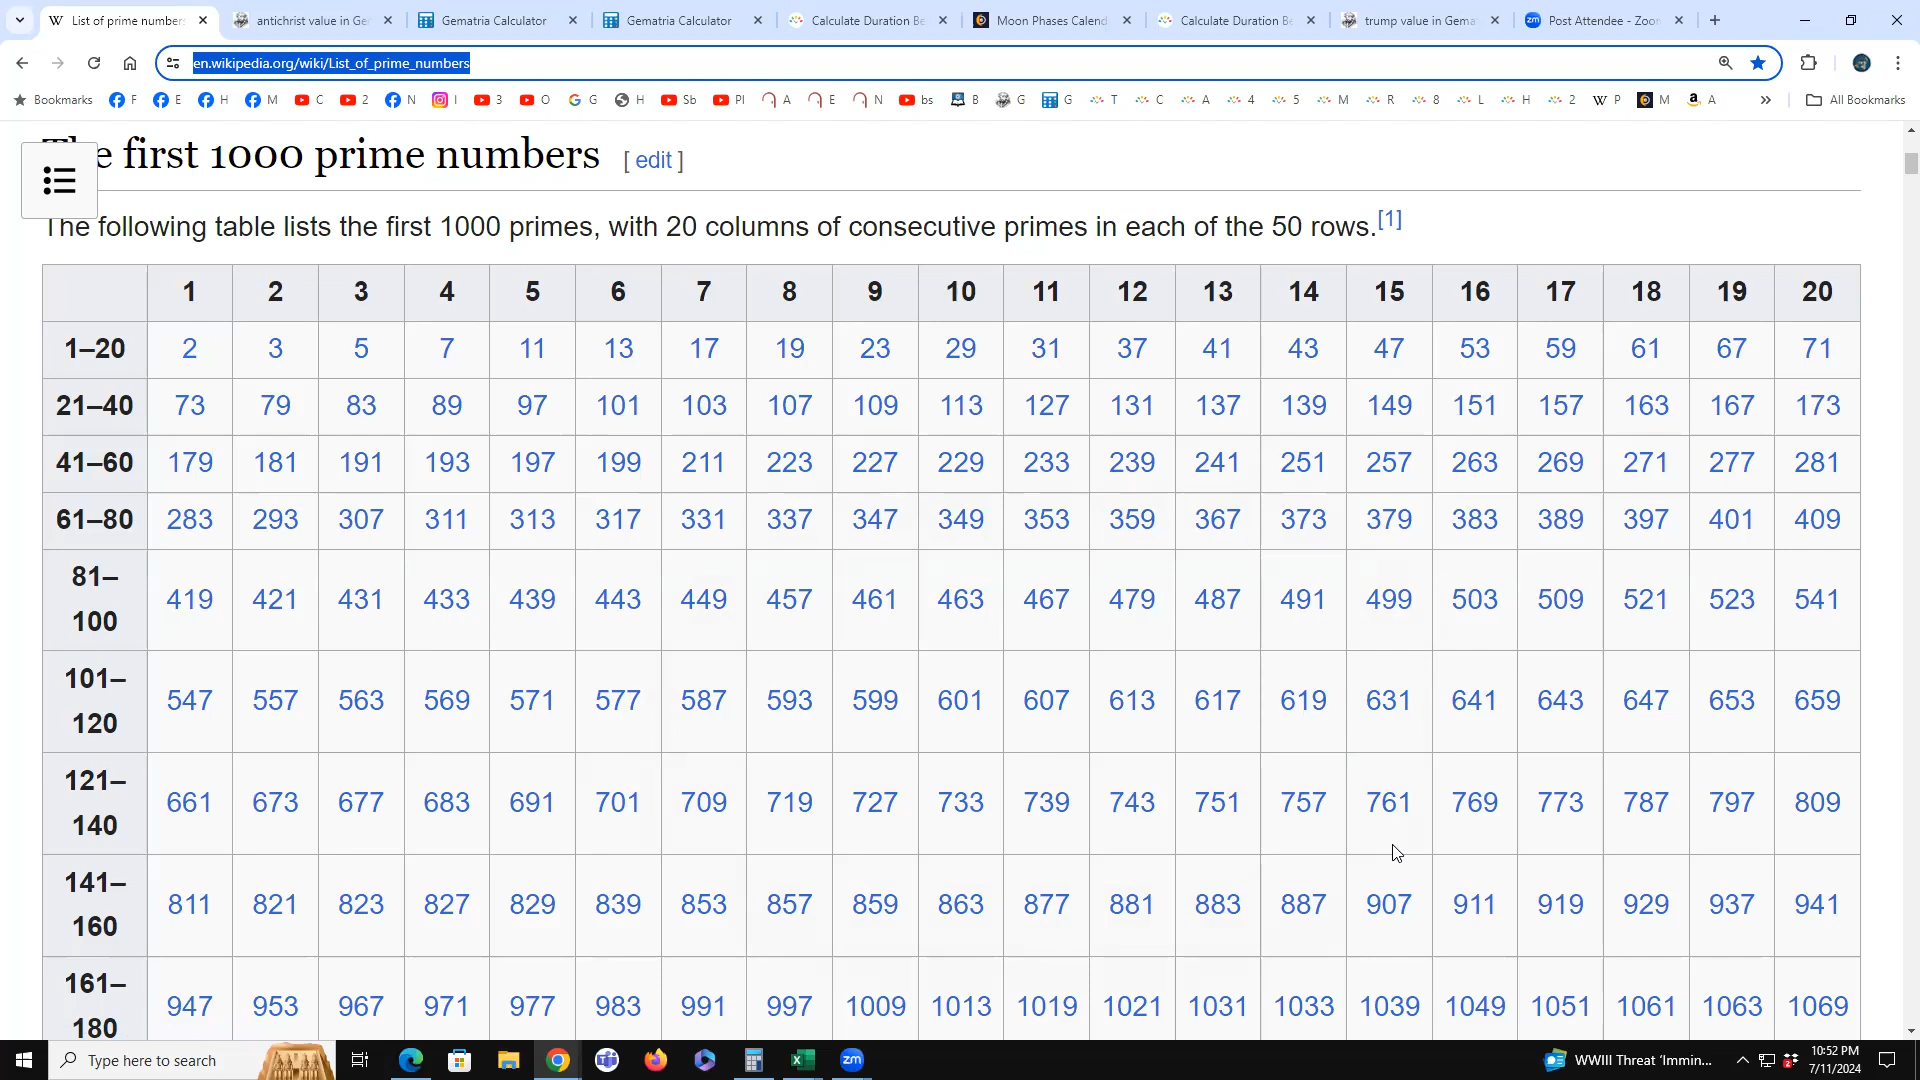 List of prime numbers
antichrist value in Ge
Gematria Calculator
Gematria Calculator
Calculate Duration Be
Moon Phases Calend
Calculate Duration Be
trump value in Gema
Post Attendee - Zoo
en.wikipedia.org/wiki/List_of_prime_numbers
Bookmarks F E H M C 2 N I 3 O G H Sb Pl A E N bs B G G T C A 4 5 M R 8 L H 2 P M A » All Bookmarks
The first 1000 prime numbers [ edit ]
The following table lists the first 1000 primes, with 20 columns of consecutive primes in each of the 50 rows.[1]
1 2 3 4 5 6 7 8 9 10 11 12 13 14 15 16 17 18 19 20
1–20 2 3 5 7 11 13 17 19 23 29 31 37 41 43 47 53 59 61 67 71
21–40 73 79 83 89 97 101 103 107 109 113 127 131 137 139 149 151 157 163 167 173
41–60 179 181 191 193 197 199 211 223 227 229 233 239 241 251 257 263 269 271 277 281
61–80 283 293 307 311 313 317 331 337 347 349 353 359 367 373 379 383 389 397 401 409
81–
100 419 421 431 433 439 443 449 457 461 463 467 479 487 491 499 503 509 521 523 541
101–
120 547 557 563 569 571 577 587 593 599 601 607 613 617 619 631 641 643 647 653 659
121–
140 661 673 677 683 691 701 709 719 727 733 739 743 751 757 761 769 773 787 797 809
141–
160 811 821 823 827 829 839 853 857 859 863 877 881 883 887 907 911 919 929 937 941
161–
180 947 953 967 971 977 983 991 997 1009 1013 1019 1021 1031 1033 1039 1049 1051 1061 1063 1069
Type here to search
zm
WWIII Threat ‘Immin...
10:52 PM
7/11/2024